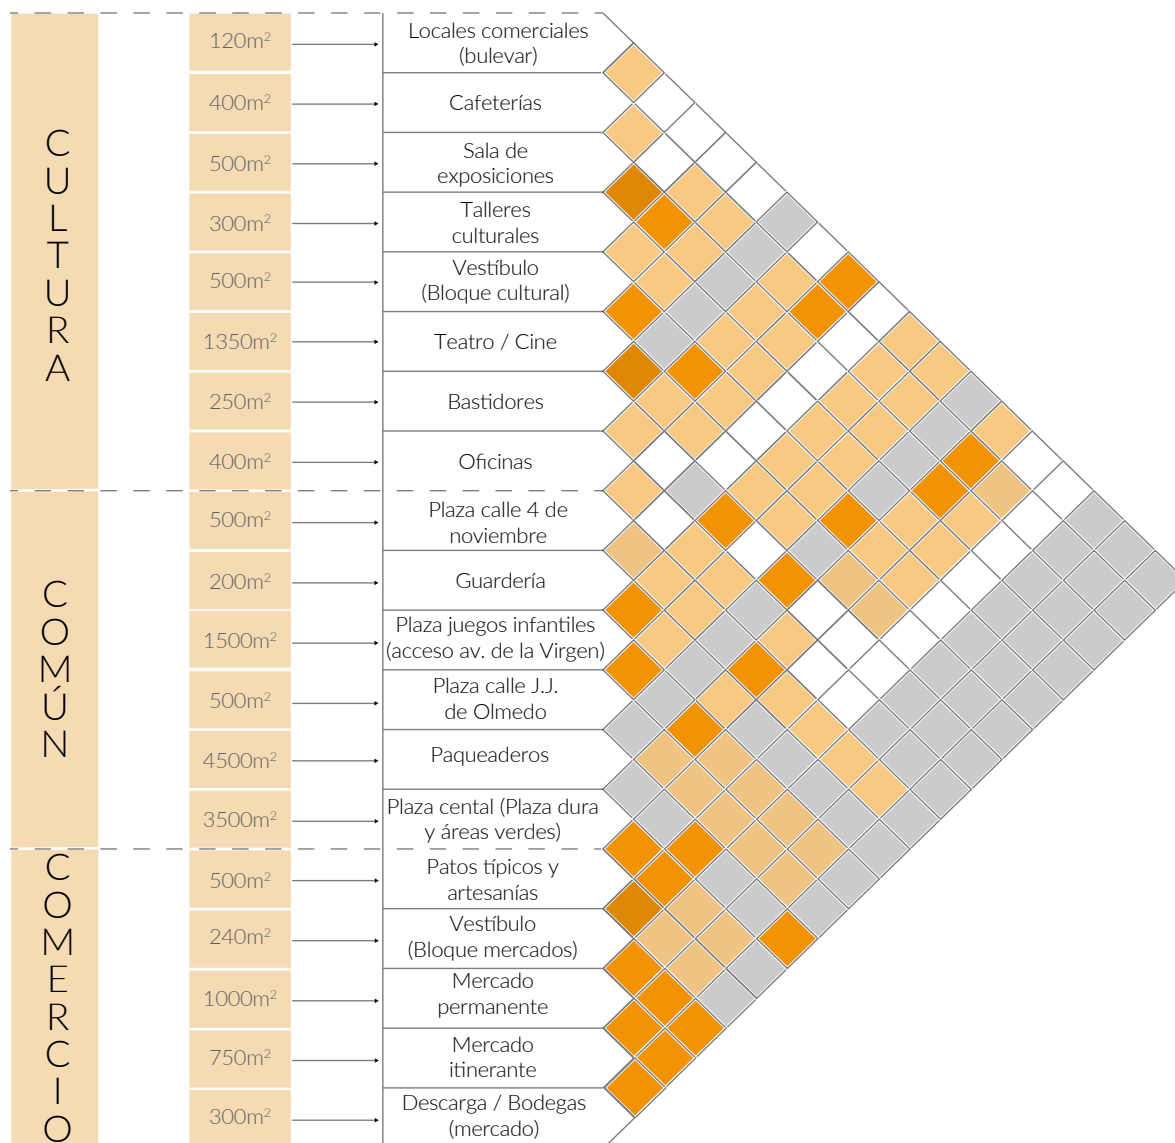 CULTURA
120m²
Locales comerciales
(bulevar)
400m²
Cafeterías
500m²
Sala de
exposiciones
300m²
Talleres
culturales
500m²
Vestíbulo
(Bloque cultural)
1350m²
Teatro / Cine
250m²
Bastidores
400m²
Oficinas
COMÚN
500m²
Plaza calle 4 de
noviembre
200m²
Guardería
1500m²
Plaza juegos infantiles
(acceso av. de la Virgen)
500m²
Plaza calle J.J.
de Olmedo
4500m²
Paqueaderos
3500m²
Plaza cental (Plaza dura
y áreas verdes)
COMERCIO
500m²
Patos típicos y
artesanías
240m²
Vestíbulo
(Bloque mercados)
1000m²
Mercado
permanente
750m²
Mercado
itinerante
300m²
Descarga / Bodegas
(mercado)